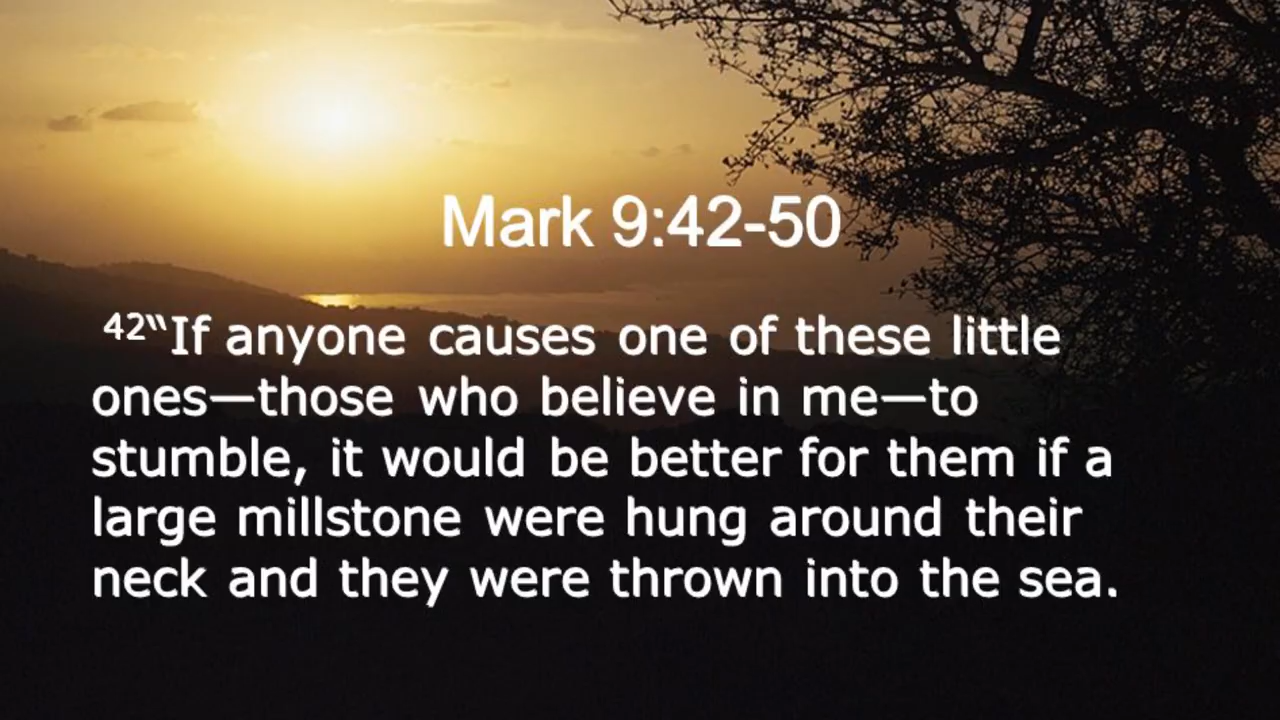 Mark 9:42-50
42“If anyone causes one of these little
ones—those who believe in me—to
stumble, it would be better for them if a
large millstone were hung around their
neck and they were thrown into the sea.